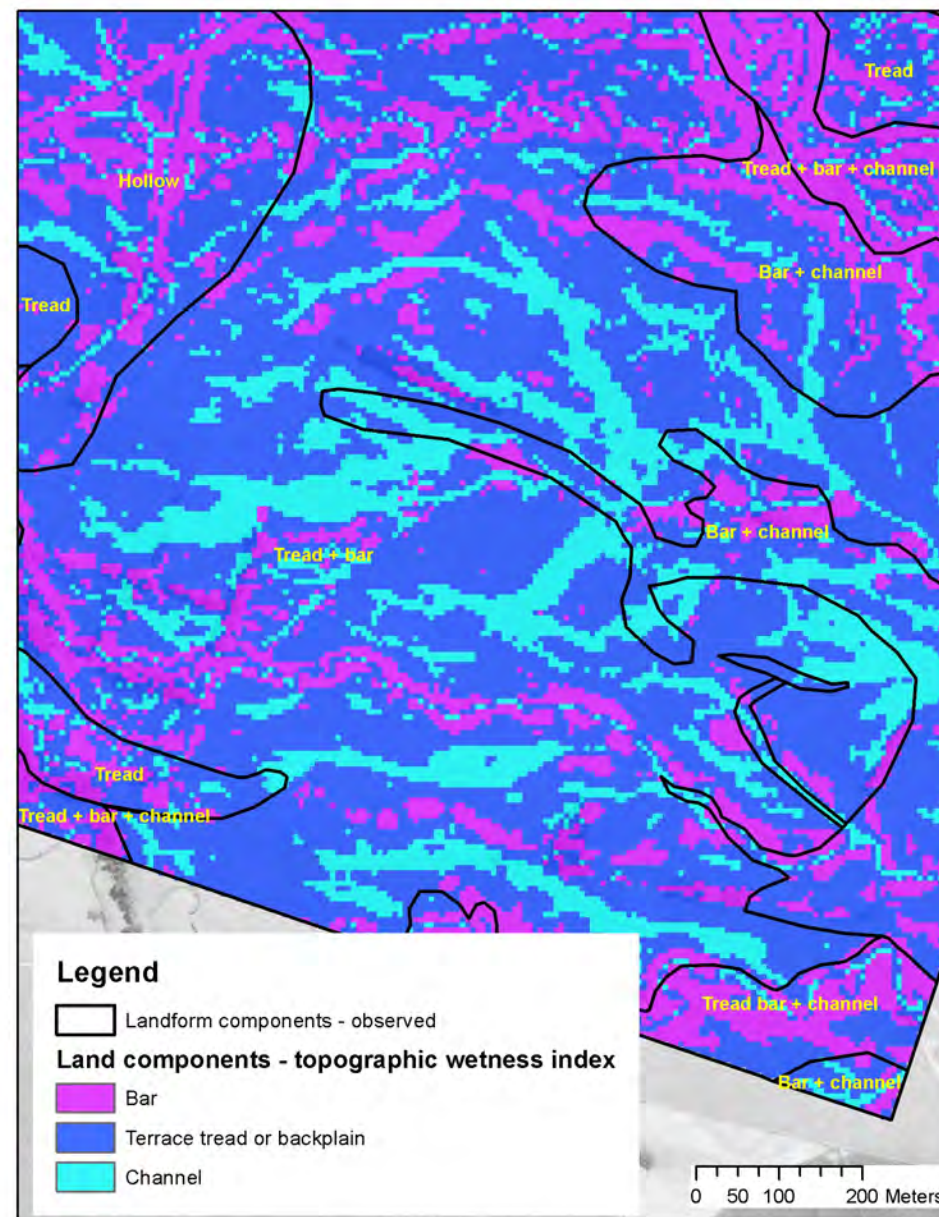 Tread
Hollow
Tread + bar + channel
Bar + channel
Tread
Bar + channel
Tread + bar
Tread
Tread + bar + channel
Tread bar + channel
Bar + channel
Legend
Landform components - observed
Land components - topographic wetness index
Bar
Terrace tread or backplain
Channel
0 50 100 200 Meters